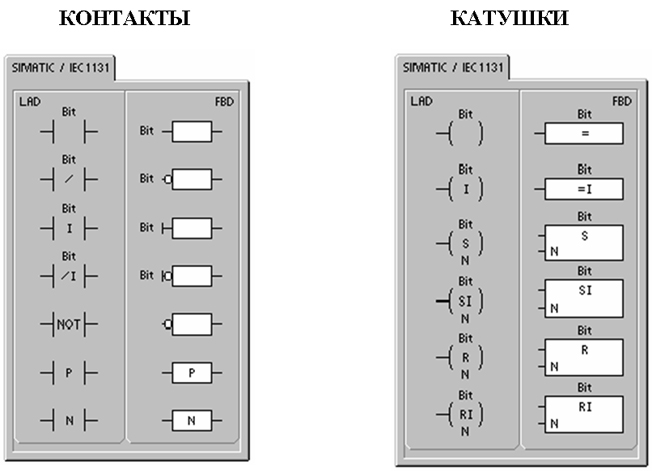 КОНТАКТЫ
SIMATIC / IEC1131
LAD FBD
Bit
Bit
Bit
/ Bit
Bit
I Bit
Bit
/I Bit
NOT
P P
N N
КАТУШКИ
SIMATIC / IEC1131
LAD FBD
Bit Bit
=
Bit Bit
I =I
Bit Bit
S S
N N
Bit Bit
SI SI
N N
Bit Bit
R R
N N
Bit Bit
RI RI
N N